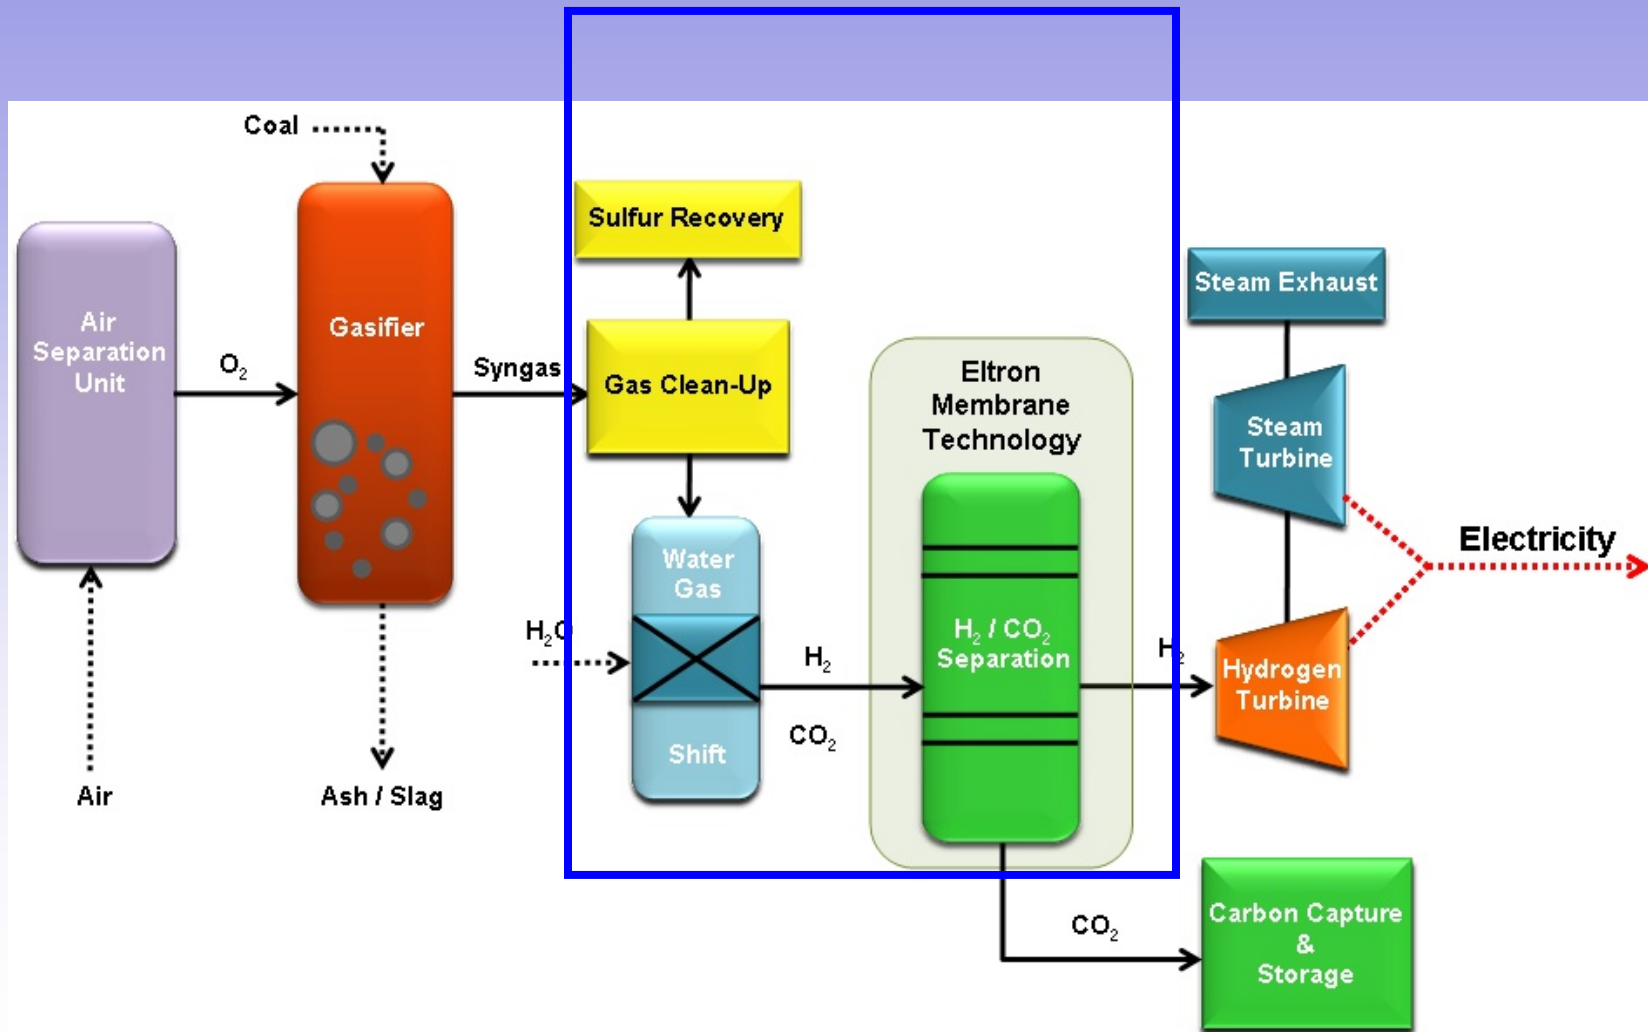 Coal
Air
Separation
Unit
O₂
Gasifier
Syngas
Sulfur Recovery
Gas Clean-Up
Water
Gas
Shift
H₂O
H₂
CO₂
Eltron
Membrane
Technology
H₂ / CO₂
Separation
H₂
Steam Exhaust
Steam
Turbine
Electricity
Hydrogen
Turbine
Air
Ash / Slag
CO₂
Carbon Capture
&
Storage